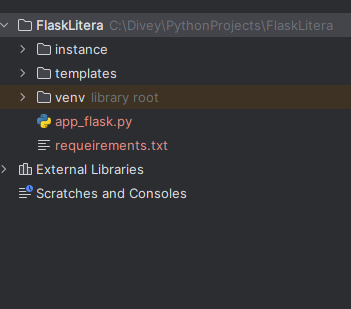 FlaskLitera C:\Divey\PythonProjects\FlaskLitera
instance
templates
venv library root
app_flask.py
requeirements.txt
External Libraries
Scratches and Consoles